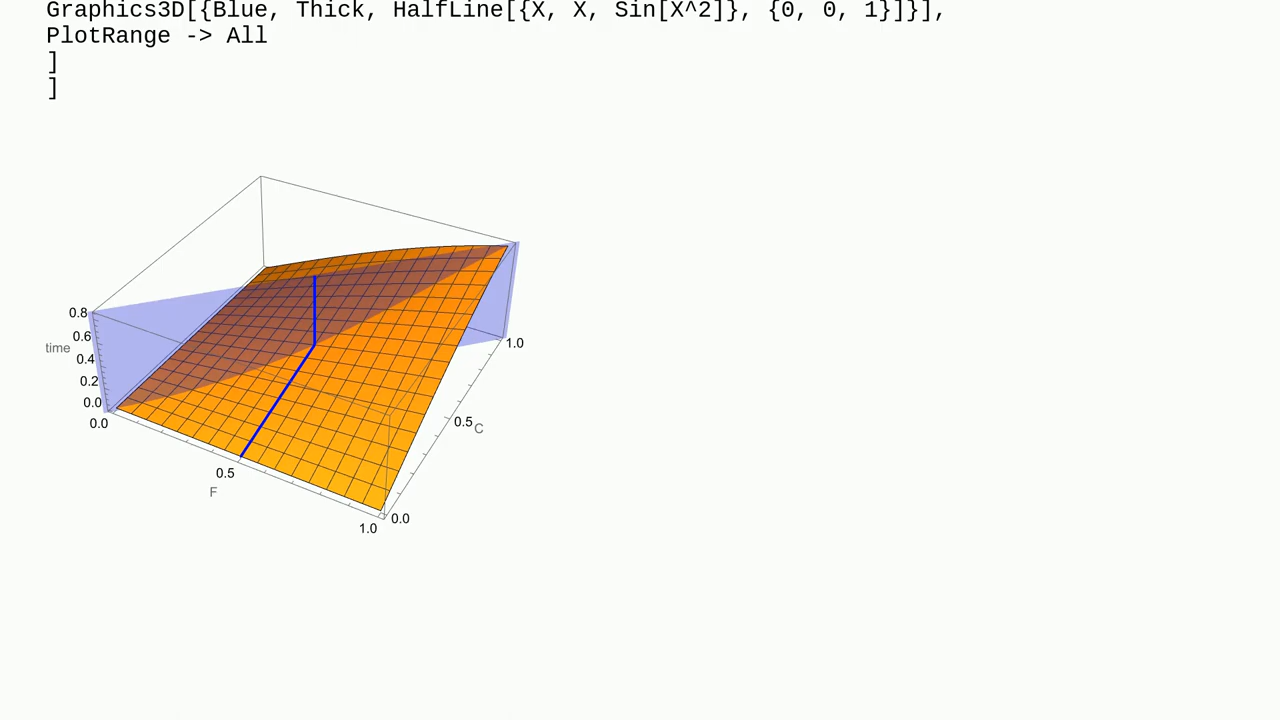 Graphics3D[{Blue, Thick, HalfLine[{X, X, Sin[X^2]}, {0, 0, 1}]}],
PlotRange -> All
]
]
0.8
0.6
time
0.4
0.2
0.0
0.0
0.5
F
1.0
0.0
0.5
C
1.0